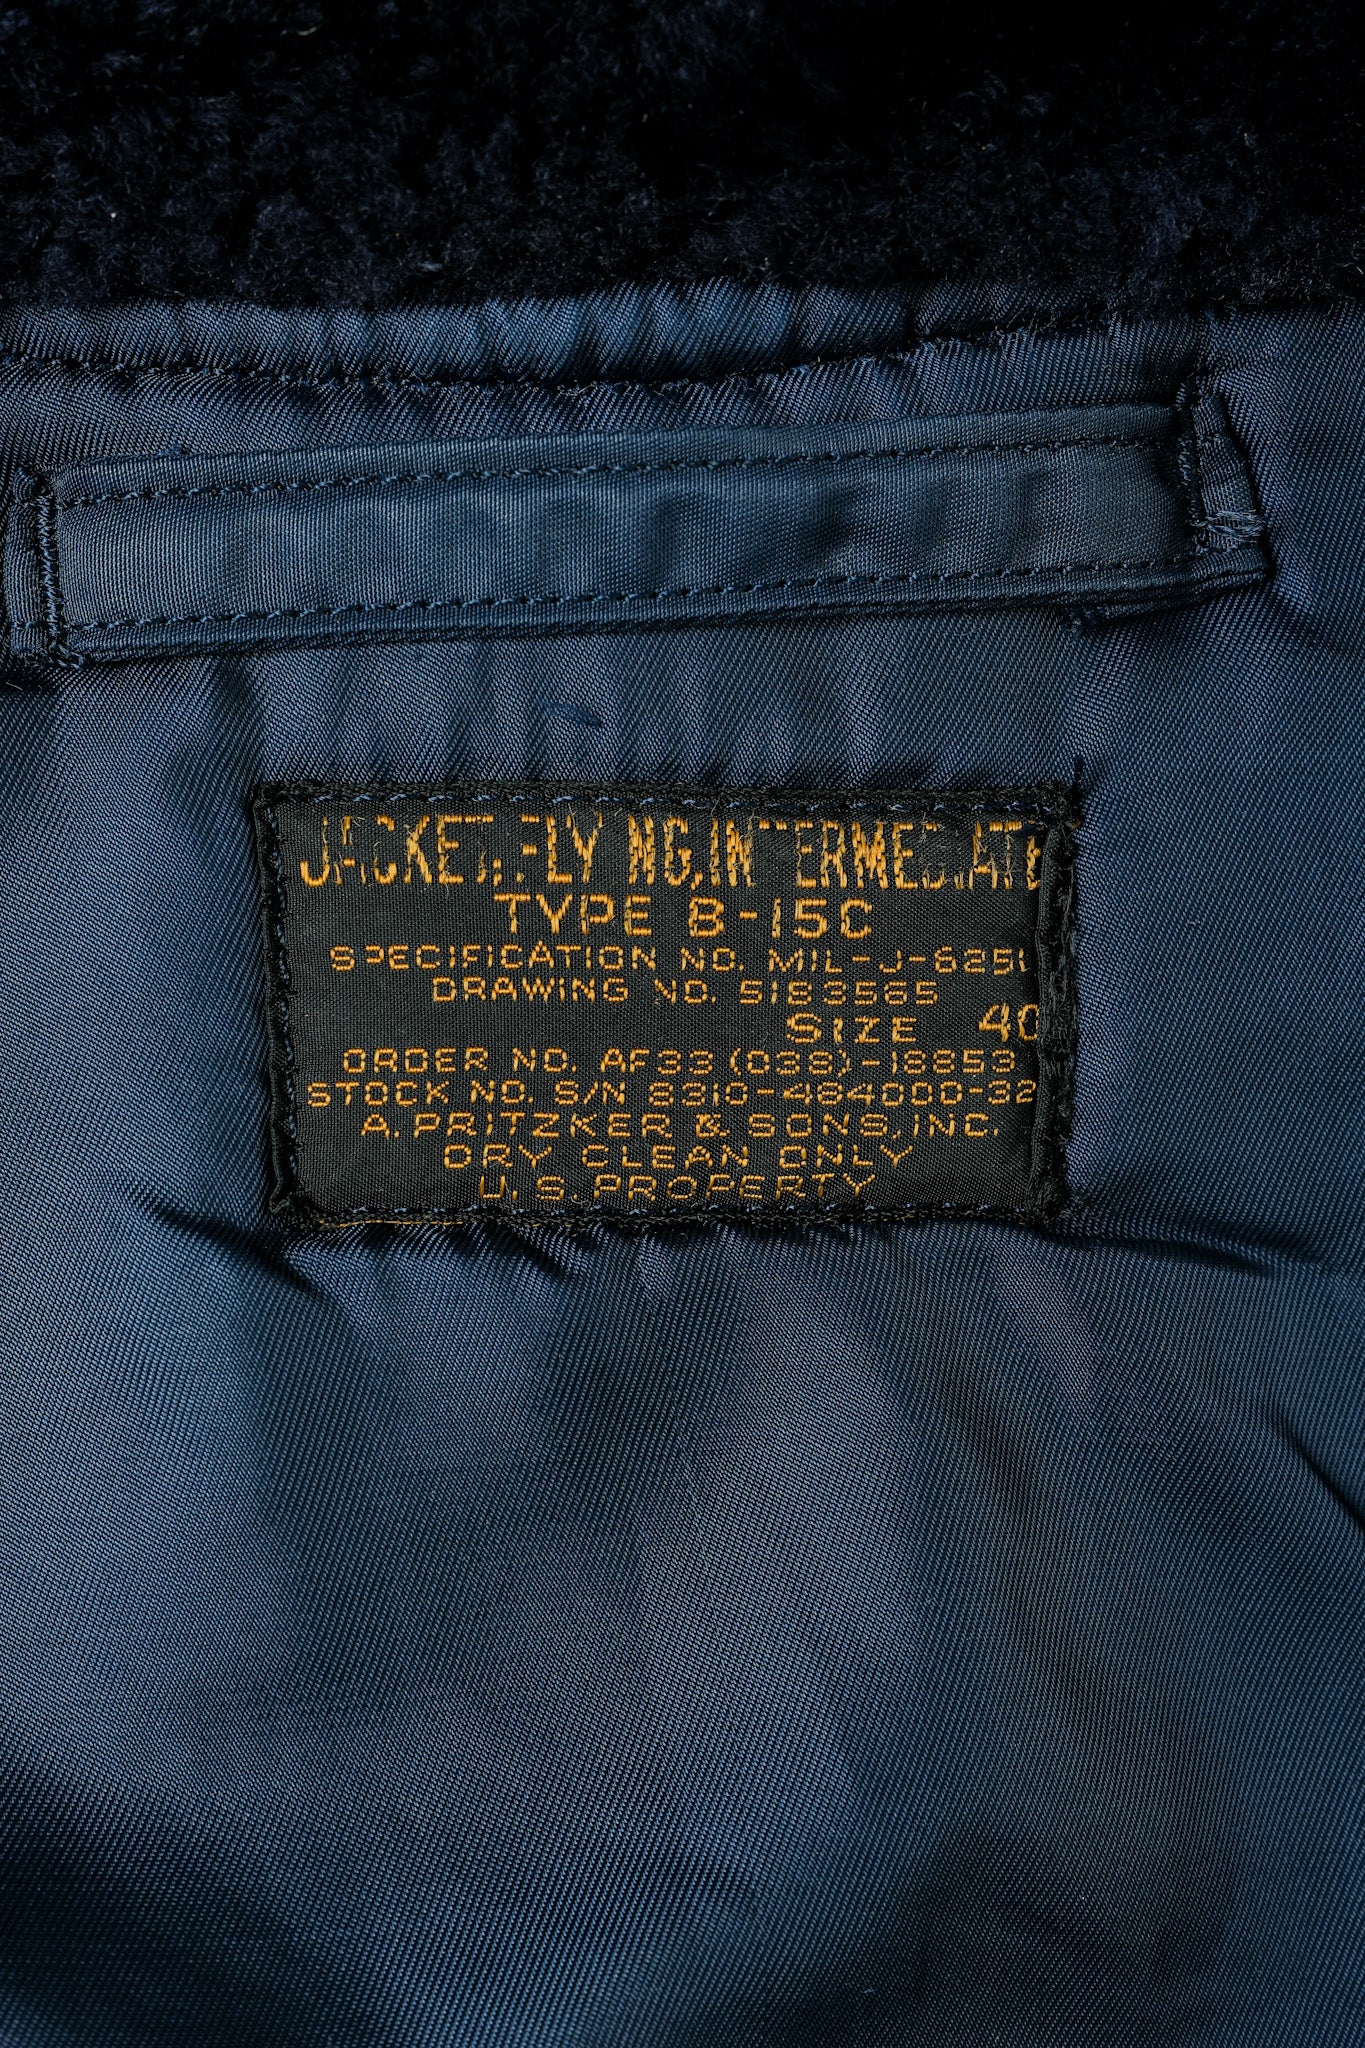 JACKET, FLYING, INTERMEDIATE
TYPE B-15C
SPECIFICATION NO. MIL-J-6251
DRAWING NO. 5183565
SIZE 40
ORDER NO. AF33 (038)-18853
STOCK NO. S/N 8310-484000-32
A. PRITZKER & SONS, INC.
DRY CLEAN ONLY
U. S. PROPERTY